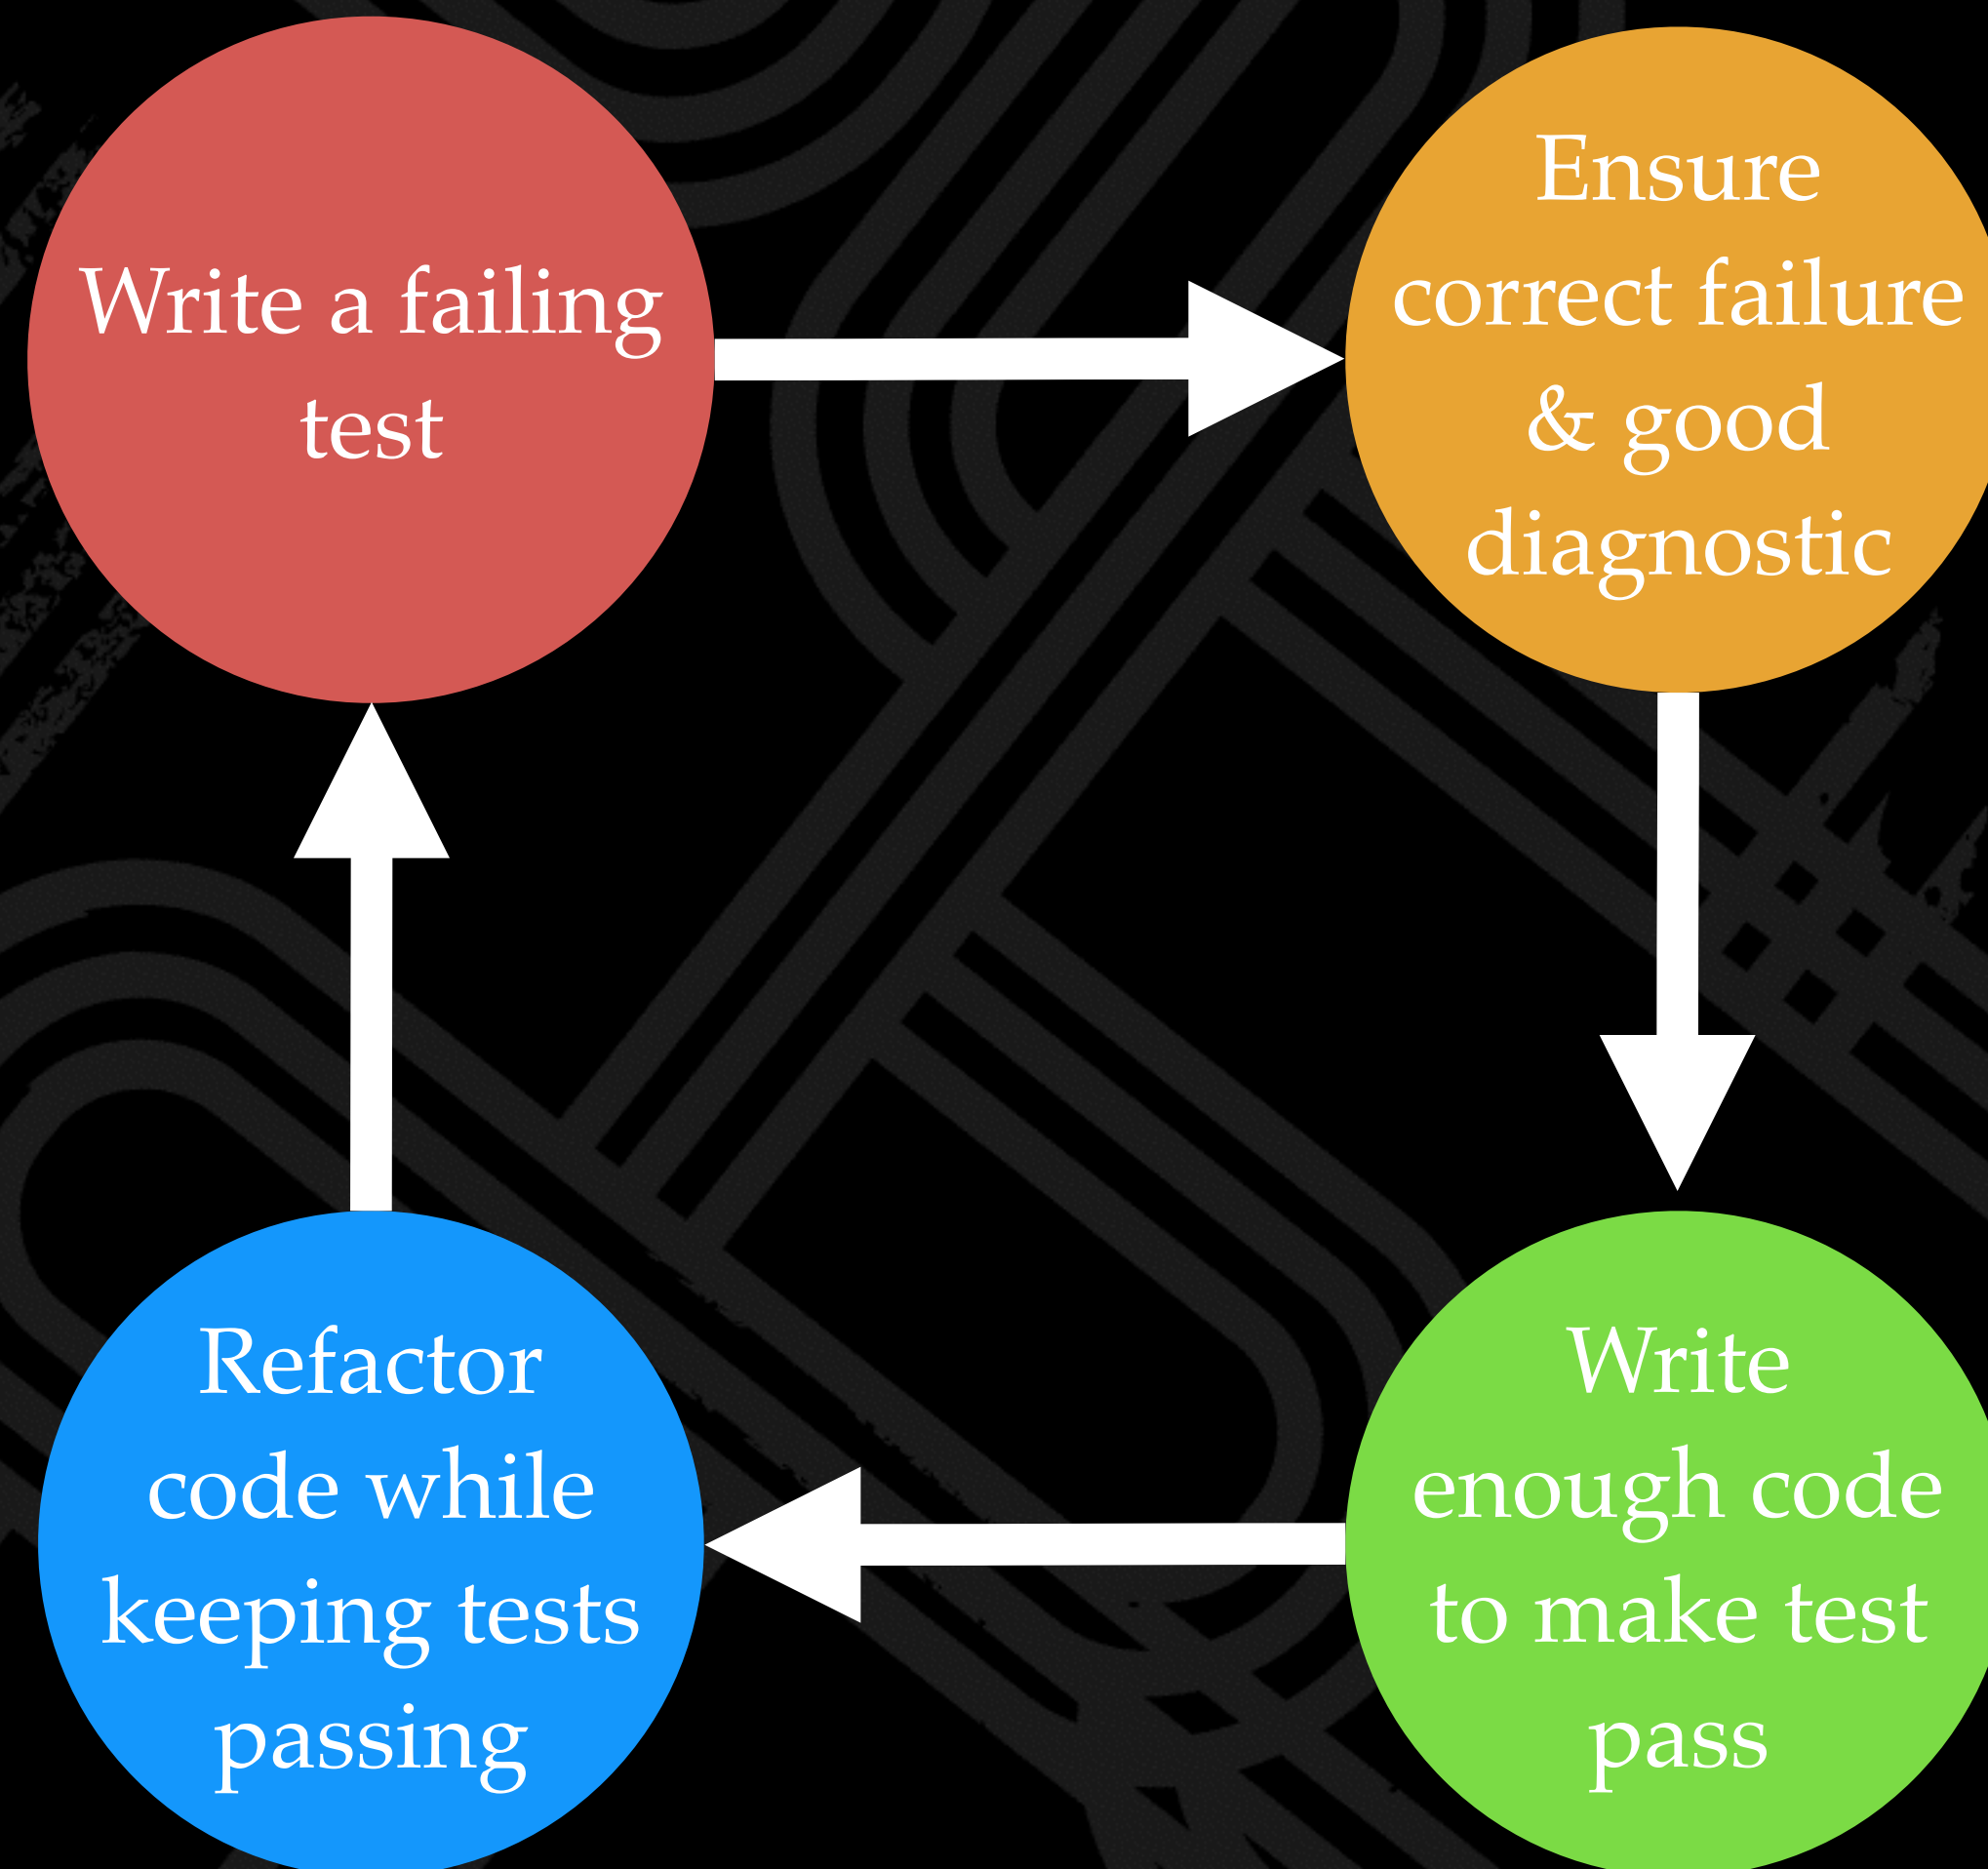 Write a failing
test
Ensure
correct failure
& good
diagnostic
Write
enough code
to make test
pass
Refactor
code while
keeping tests
passing